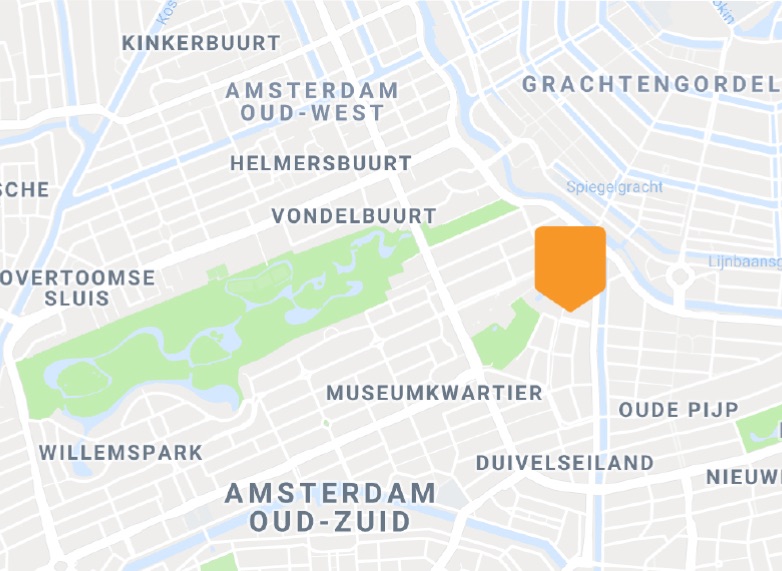 Kos
kin
KINKERBUURT
AMSTERDAM
OUD-WEST
GRACHTENGORDEL
HELMERSBUURT
SCHE
Spiegelgracht
VONDELBUURT
Lijnbaansg
OVERTOOMSE
SLUIS
MUSEUMKWARTIER
OUDE PIJP
WILLEMSPARK
DUIVELSEILAND
NIEUW
AMSTERDAM
OUD-ZUID